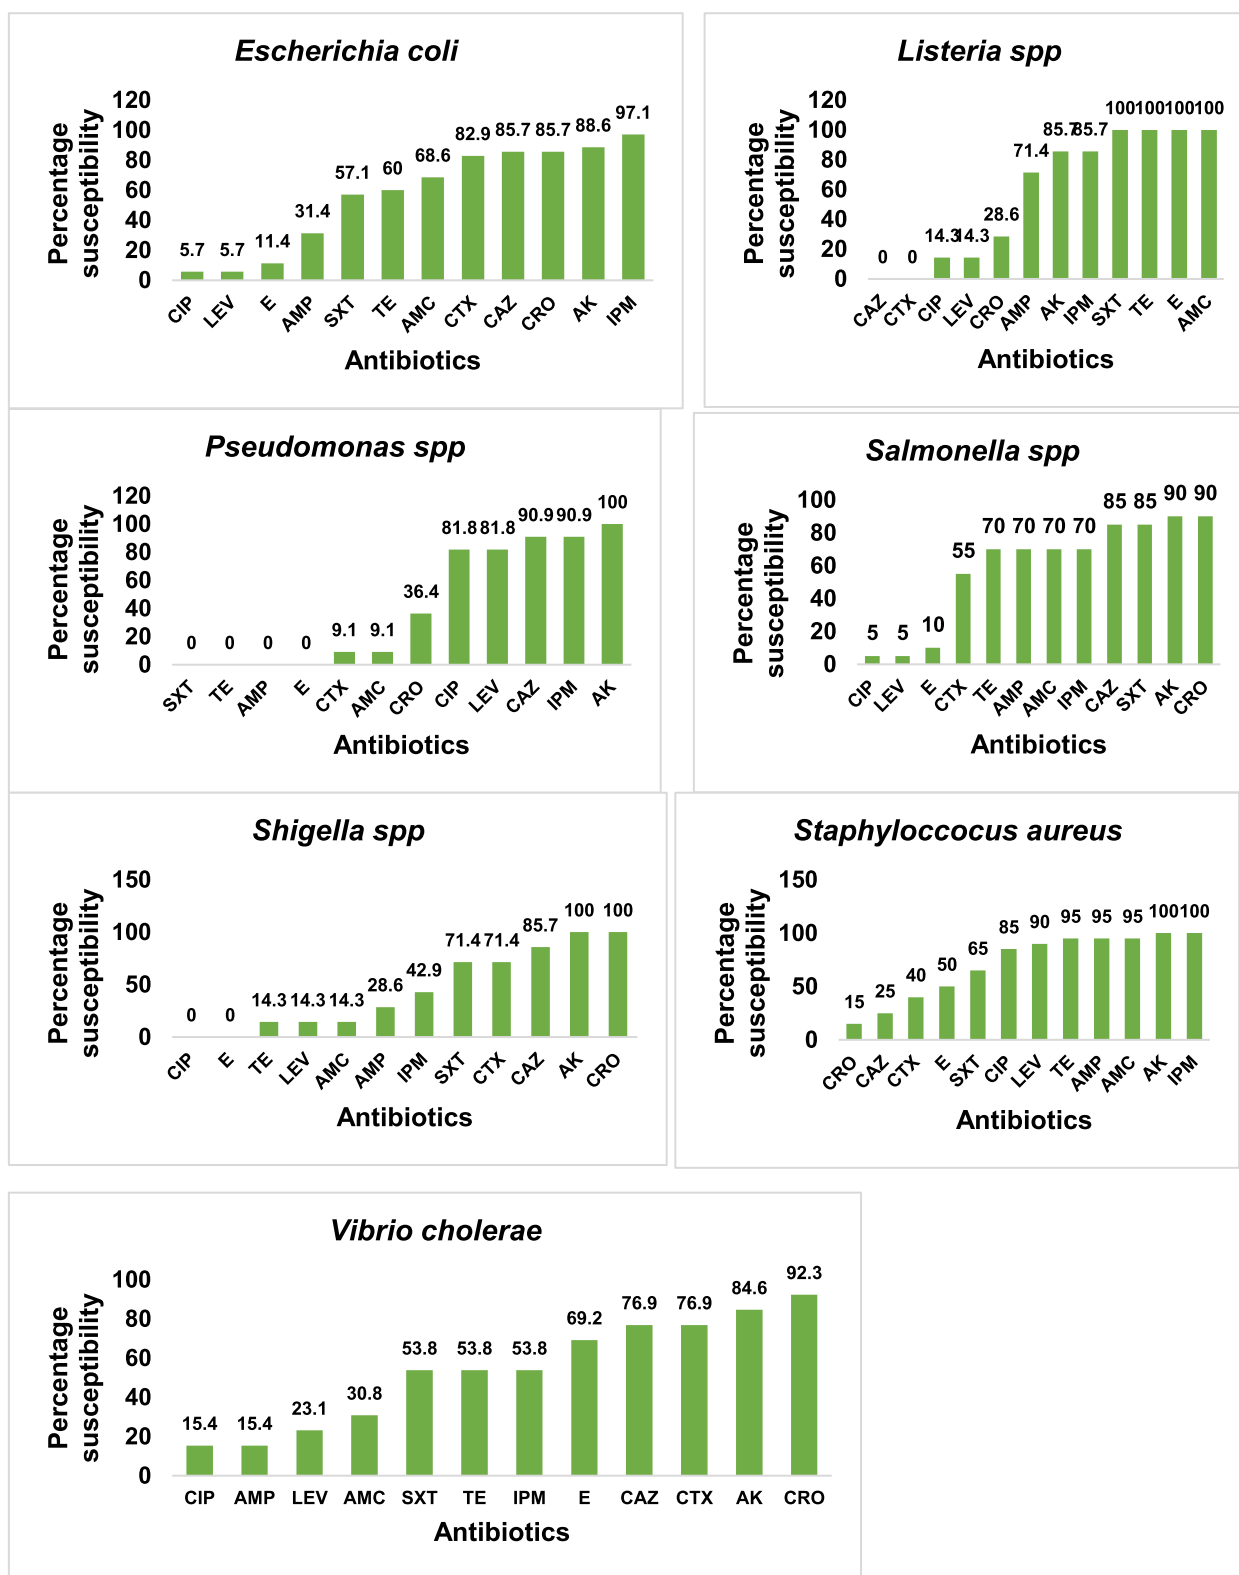 Escherichia coli
Percentage
susceptibility
120
100
80
60
40
20
0
5.7 5.7 11.4 31.4 57.1 60 68.6 82.9 85.7 85.7 88.6 97.1
CIP LEV E AMP SXT TE AMC CTX CAZ CRO AK IPM
Antibiotics
Listeria spp
Percentage
susceptibility
120
100
80
60
40
20
0
0 0 14.3 14.3 28.6 71.4 85.7 85.7 100 100 100 100
CAZ CTX CIP LEV CRO AMP AK IPM SXT TE E AMC
Antibiotics
Pseudomonas spp
Percentage
susceptibility
120
100
80
60
40
20
0
0 0 0 0 9.1 9.1 36.4 81.8 81.8 90.9 90.9 100
SXT TE AMP E CTX AMC CRO CIP LEV CAZ IPM AK
Antibiotics
Salmonella spp
Percentage
susceptibility
100
80
60
40
20
0
5 5 10 55 70 70 70 70 85 85 90 90
CIP LEV E CTX TE AMP AMC IPM CAZ SXT AK CRO
Antibiotics
Shigella spp
Percentage
susceptibility
150
100
50
0
0 0 14.3 14.3 14.3 28.6 42.9 71.4 71.4 85.7 100 100
CIP E TE LEV AMC AMP IPM SXT CTX CAZ AK CRO
Antibiotics
Staphyloccocus aureus
Percentage
susceptibility
150
100
50
0
15 25 40 50 65 85 90 95 95 95 100 100
CRO CAZ CTX E SXT CIP LEV TE AMP AMC AK IPM
Antibiotics
Vibrio cholerae
Percentage
susceptibility
100
80
60
40
20
0
15.4 15.4 23.1 30.8 53.8 53.8 53.8 69.2 76.9 76.9 84.6 92.3
CIP AMP LEV AMC SXT TE IPM E CAZ CTX AK CRO
Antibiotics